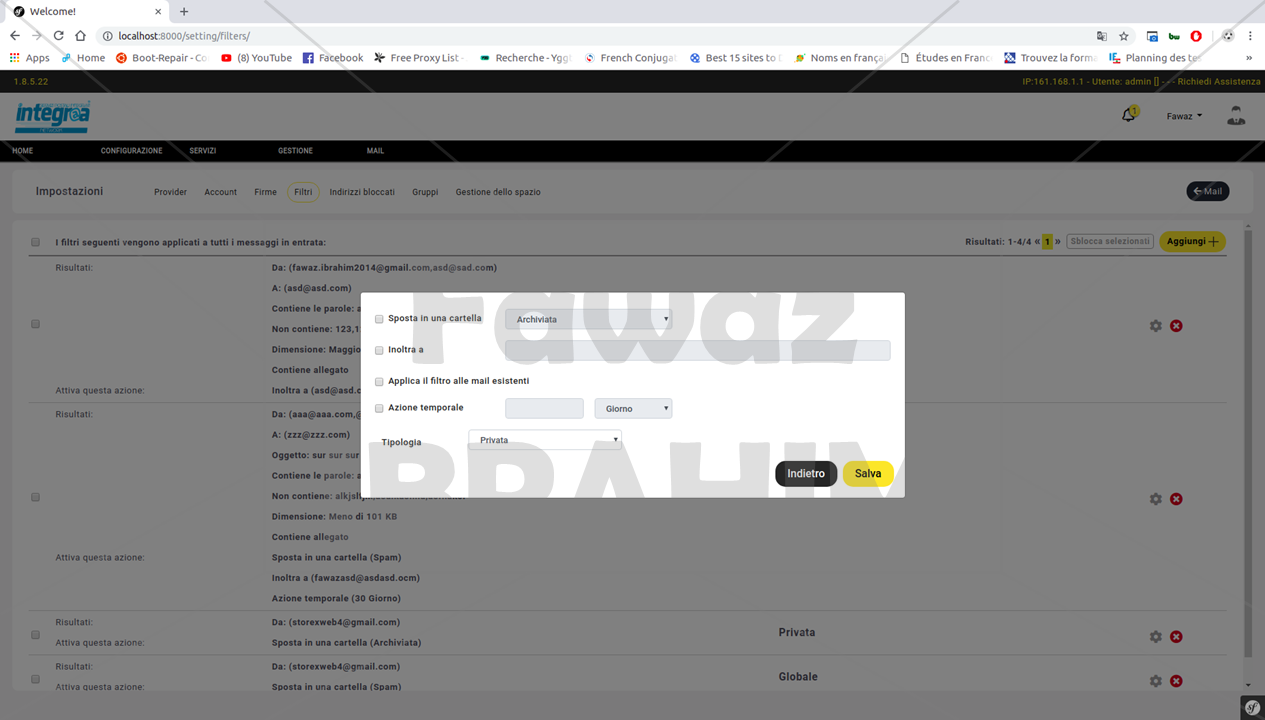 Welcome!
localhost:8000/setting/filters/
Apps Home Boot-Repair - Co (8) YouTube Facebook Free Proxy List - Recherche - Ygg French Conjugat Best 15 sites to D Noms en françai Études en Franc Trouvez la forma Planning des tes »
1.8.5.22 IP:161.168.1.1 - Utente: admin [] - - - Richiedi Assistenza
integra
NETWORK
1
Fawaz
HOME CONFIGURAZIONE SERVIZI GESTIONE MAIL
Impostazioni Provider Account Firme Filtri Indirizzi bloccati Gruppi Gestione dello spazio Mail
I filtri seguenti vengono applicati a tutti i messaggi in entrata: Risultati: 1-4/4 « 1 » Sblocca selezionati Aggiungi
Risultati: Da: (fawaz.ibrahim2014@gmail.com,asd@sad.com)
A: (asd@asd.com)
Contiene le parole:
Non contiene: 123,1
Dimensione: Maggio
Contiene allegato
Attiva questa azione: Inoltra a (asd@asd.c
Risultati: Da: (aaa@aaa.com,
A: (zzz@zzz.com)
Oggetto: sur sur sur
Contiene le parole:
Non contiene:
Dimensione: Meno di 101 KB
Contiene allegato
Attiva questa azione: Sposta in una cartella (Spam)
Inoltra a (fawazasd@asdasd.ocm)
Azione temporale (30 Giorno)
Risultati: Da: (storexweb4@gmail.com) Privata
Attiva questa azione: Sposta in una cartella (Archiviata)
Risultati: Da: (storexweb4@gmail.com) Globale
Attiva questa azione: Sposta in una cartella (Spam)
Sposta in una cartella Archiviata
Inoltra a
Applica il filtro alle mail esistenti
Azione temporale Giorno
Tipologia Privata
Indietro Salva
Fawaz
BRAHIM
sf